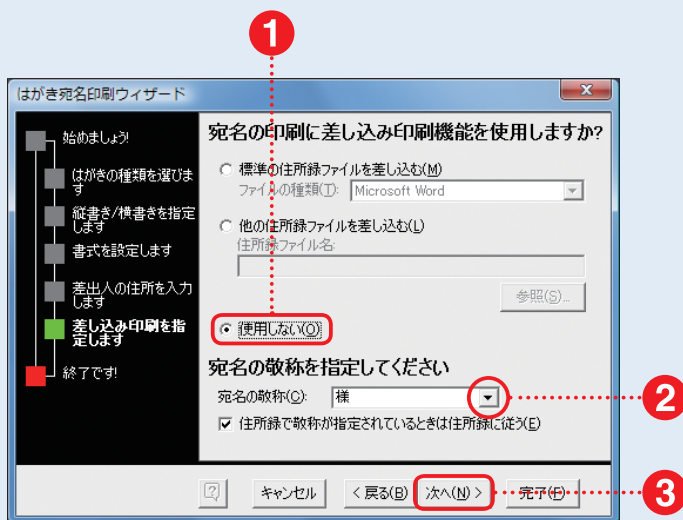 1
はがき宛名印刷ウィザード
x
始めましょう!
はがきの種類を選びま
す
縦書き/横書きを指定
します
書式を設定します
差出人の住所を入力
します
差し込み印刷を指
定します
終了です!
宛名の印刷に差し込み印刷機能を使用しますか?
標準の住所録ファイルを差し込む(M)
ファイルの種類(T): Microsoft Word
他の住所録ファイルを差し込む(L)
住所録ファイル名:
参照(S)...
使用しない(O)
宛名の敬称を指定してください
宛名の敬称(C): 様
2
住所録で敬称が指定されているときは住所録に従う(E)
? キャンセル < 戻る(B) 次へ(N) > 完了(F)
3